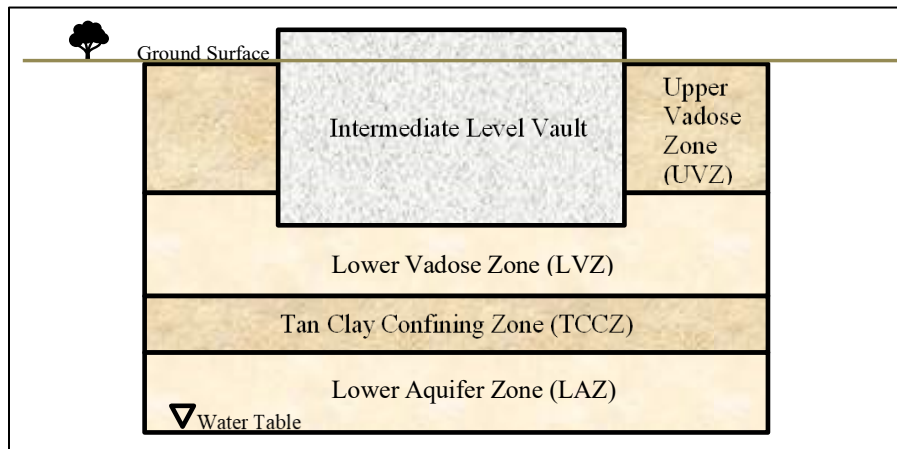 Ground Surface
Intermediate Level Vault
Upper
Vadose
Zone
(UVZ)
Lower Vadose Zone (LVZ)
Tan Clay Confining Zone (TCCZ)
Lower Aquifer Zone (LAZ)
Water Table